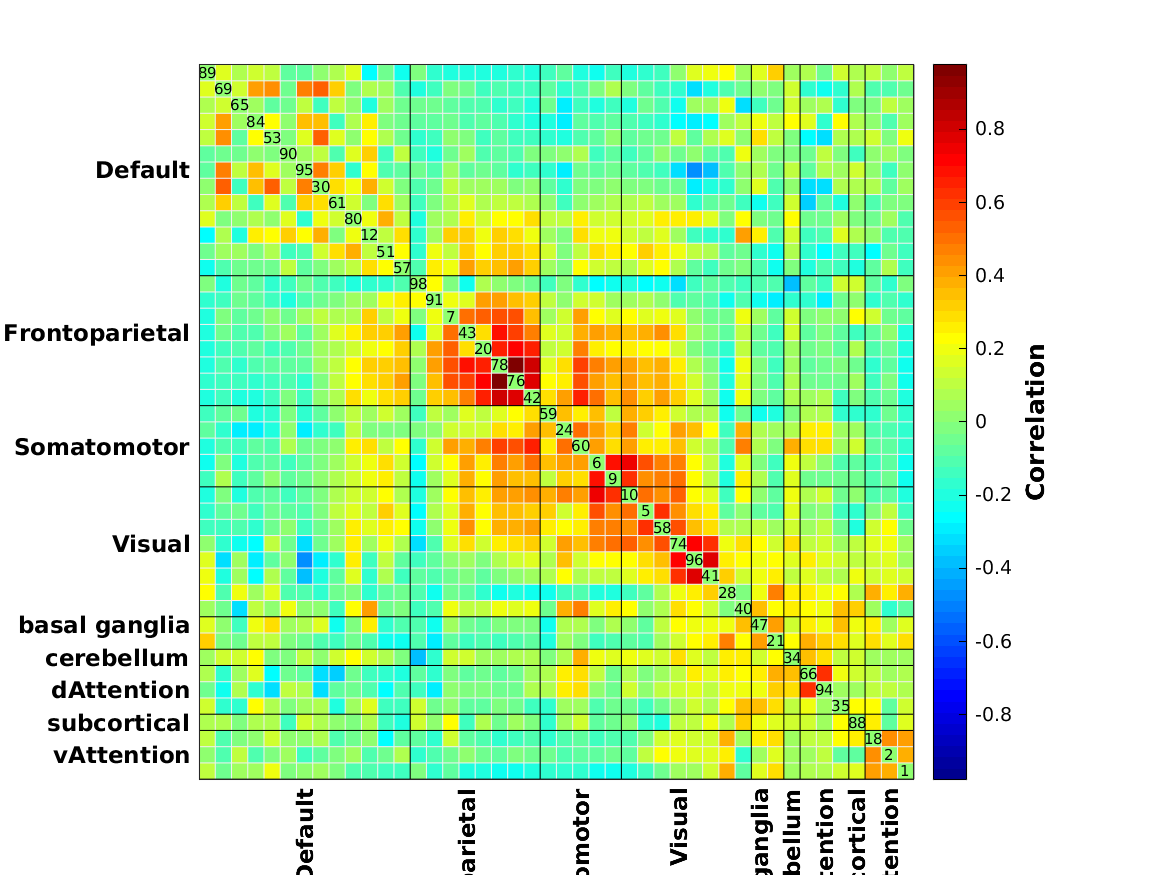 89
69
65
84
53
90
Default
95
30
61
80
12
51
57
98
91
7
Frontoparietal
43
20
78
76
42
59
24
Somatomotor
60
6
9
10
5
58
Visual
74
96
41
28
40
basal ganglia
47
21
cerebellum
34
66
dAttention
94
35
subcortical
88
18
vAttention
2
1
Default
arietal
omotor
Visual
ganglia
bellum
tention
cortical
tention
0.8
0.6
0.4
0.2
0
-0.2
-0.4
-0.6
-0.8
Correlation